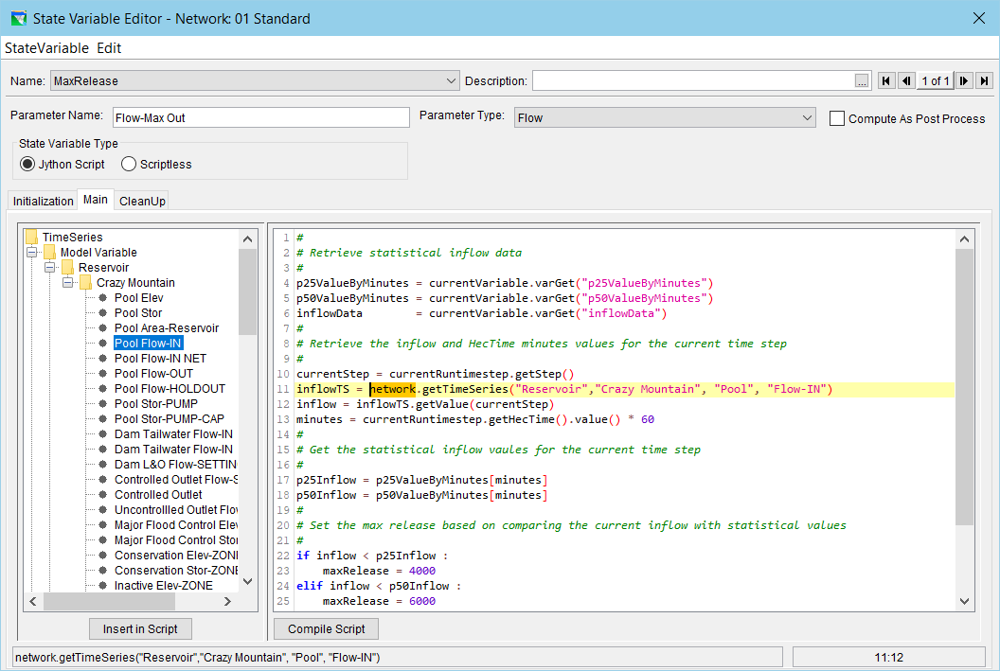 State Variable Editor - Network: 01 Standard
StateVariable Edit
Name: MaxRelease Description: ... 1 of 1
Parameter Name: Flow-Max Out Parameter Type: Flow Compute As Post Process
State Variable Type
Jython Script Scriptless
Initialization Main CleanUp
TimeSeries
Model Variable
Reservoir
Crazy Mountain
Pool Elev
Pool Stor
Pool Area-Reservoir
Pool Flow-IN
Pool Flow-IN NET
Pool Flow-OUT
Pool Flow-HOLDOUT
Pool Stor-PUMP
Pool Stor-PUMP-CAP
Dam Tailwater Flow-IN
Dam Tailwater Flow-IN
Dam L&O Flow-SETTIN
Controlled Outlet Flow-S
Controlled Outlet
Uncontrollled Outlet Flo
Major Flood Control Ele
Major Flood Control Stor
Conservation Elev-ZON
Conservation Stor-ZONE
Inactive Elev-ZONE
1 #
2 # Retrieve statistical inflow data
3 #
4 p25ValueByMinutes = currentVariable.varGet("p25ValueByMinutes")
5 p50ValueByMinutes = currentVariable.varGet("p50ValueByMinutes")
6 inflowData = currentVariable.varGet("inflowData")
7 #
8 # Retrieve the inflow and HecTime minutes values for the current time step
9 #
10 currentStep = currentRuntimestep.getStep()
11 inflowTS = network.getTimeSeries("Reservoir","Crazy Mountain", "Pool", "Flow-IN")
12 inflow = inflowTS.getValue(currentStep)
13 minutes = currentRuntimestep.getHecTime().value() * 60
14 #
15 # Get the statistical inflow vaules for the current time step
16 #
17 p25Inflow = p25ValueByMinutes[minutes]
18 p50Inflow = p50ValueByMinutes[minutes]
19 #
20 # Set the max release based on comparing the current inflow with statistical values
21 #
22 if inflow < p25Inflow :
23 maxRelease = 4000
24 elif inflow < p50Inflow :
25 maxRelease = 6000
Insert in Script Compile Script
network.getTimeSeries("Reservoir","Crazy Mountain", "Pool", "Flow-IN") 11:12